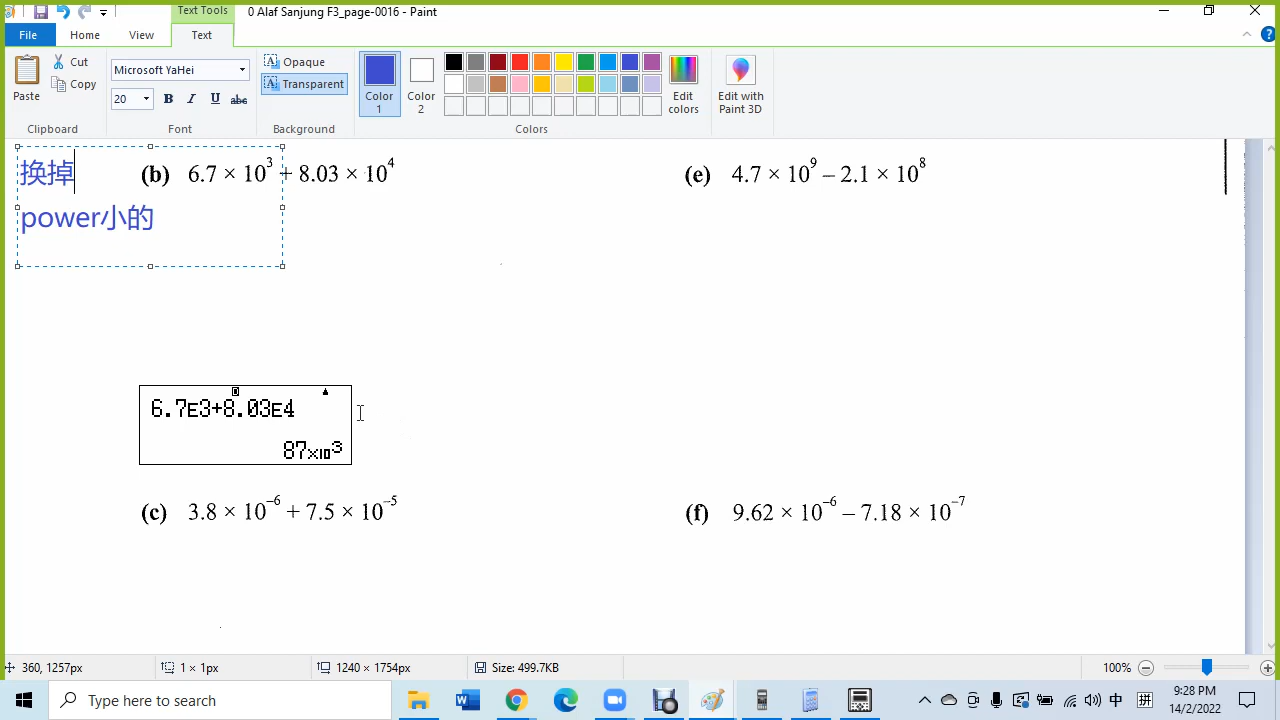 Text Tools
0 Alaf Sanjung F3_page-0016 - Paint
File
Home
View
Text
Paste
Cut
Copy
Clipboard
Microsoft YaHei
20
B I U abc
Font
Opaque
Transparent
Background
Color 1
Color 2
Edit colors
Edit with Paint 3D
Colors
换掉
power小的
(b) 6.7 × 10³ + 8.03 × 10⁴
(e) 4.7 × 10⁹ – 2.1 × 10⁸
6.7E3+8.03E4
87×10³
(c) 3.8 × 10⁻⁶ + 7.5 × 10⁻⁵
(f) 9.62 × 10⁻⁶ – 7.18 × 10⁻⁷
360, 1257px
1 × 1px
1240 × 1754px
Size: 499.7KB
100%
Type here to search
中
拼
9:28 PM
14/2/2022